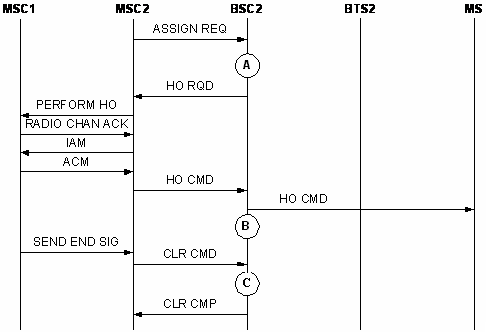 MSC1 MSC2 BSC2 BTS2 MS
ASSIGN REQ
A
HO RQD
PERFORM HO
RADIO CHAN ACK
IAM
ACM
HO CMD
HO CMD
B
SEND END SIG
CLR CMD
C
CLR CMP